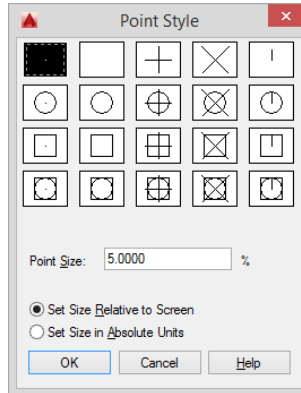 Point Style
Point Size: 5.0000 %
Set Size Relative to Screen
Set Size in Absolute Units
OK Cancel Help